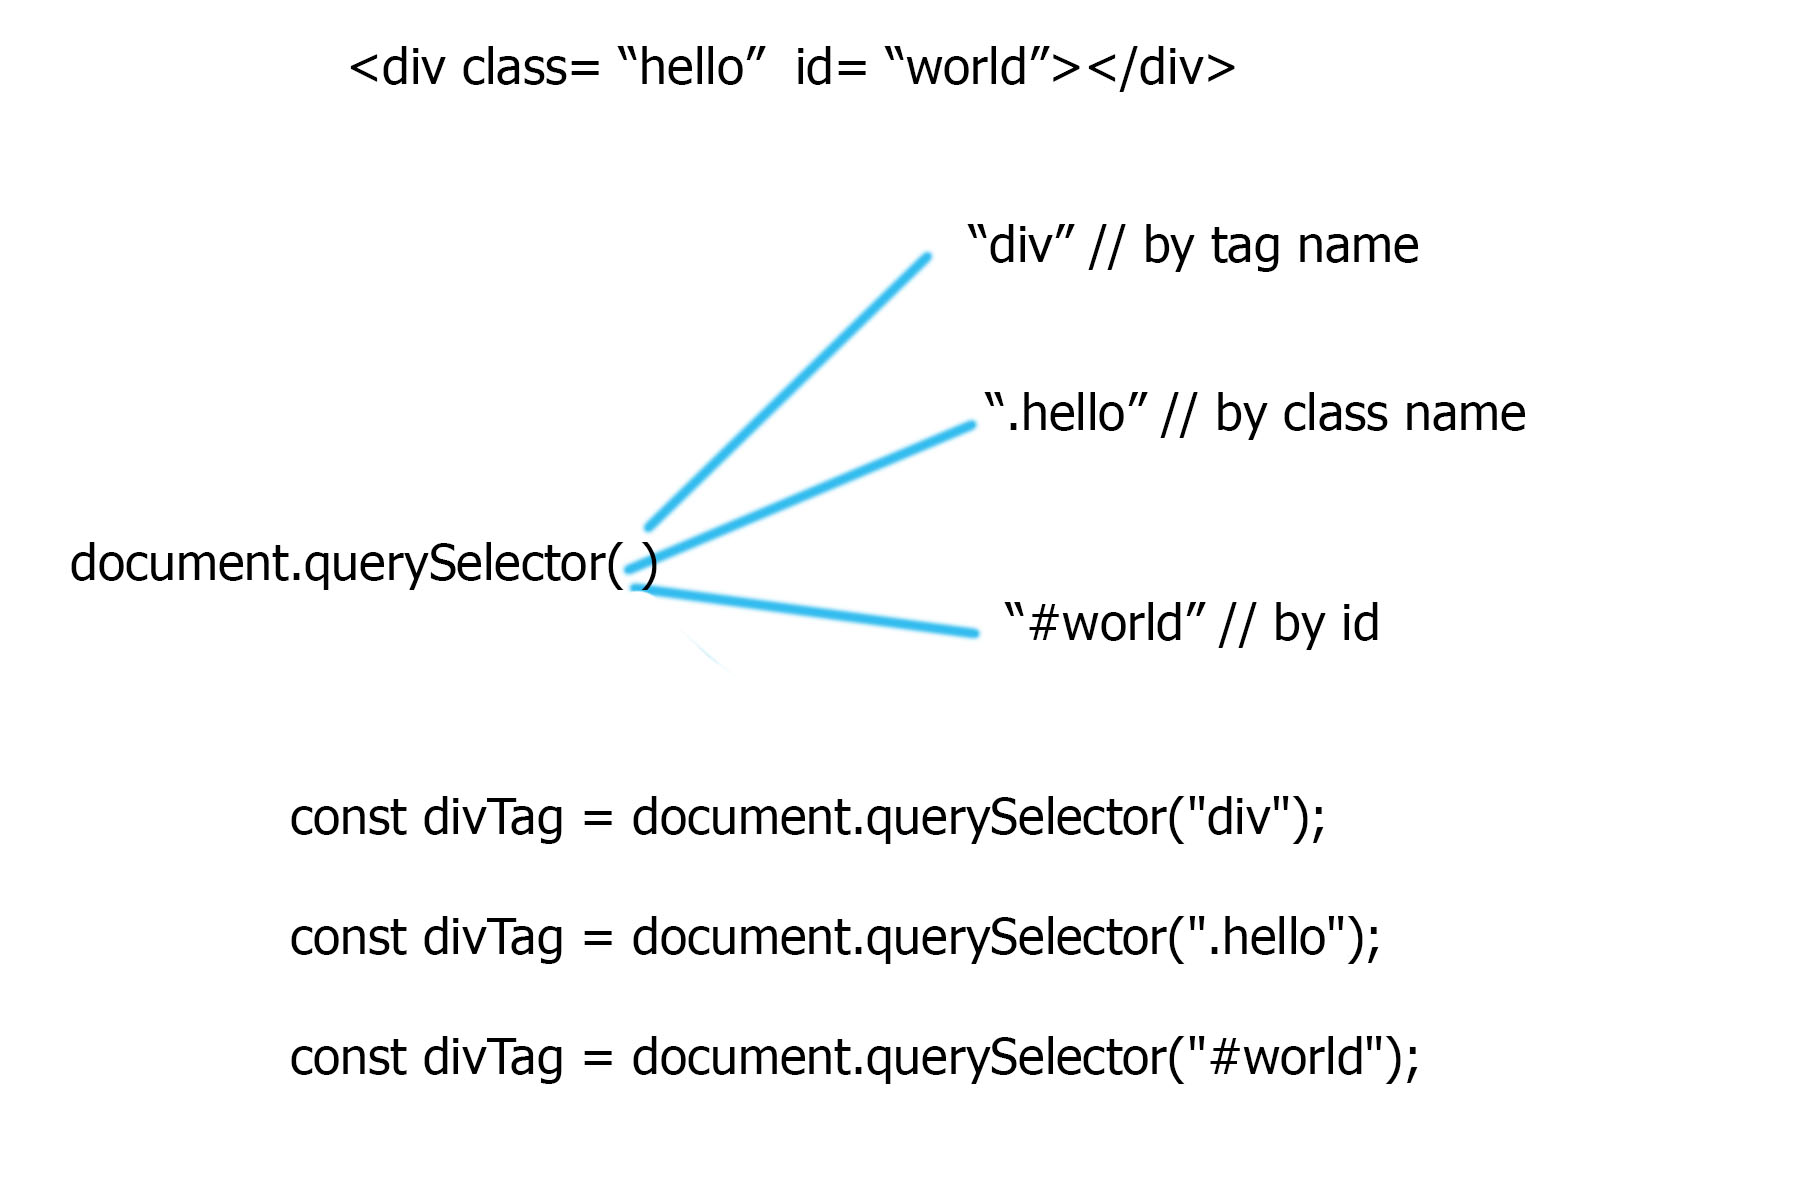 <div class= “hello”  id= “world”></div>
“div” // by tag name
“.hello” // by class name
document.querySelector( )
“#world” // by id
const divTag = document.querySelector("div");
const divTag = document.querySelector(".hello");
const divTag = document.querySelector("#world");